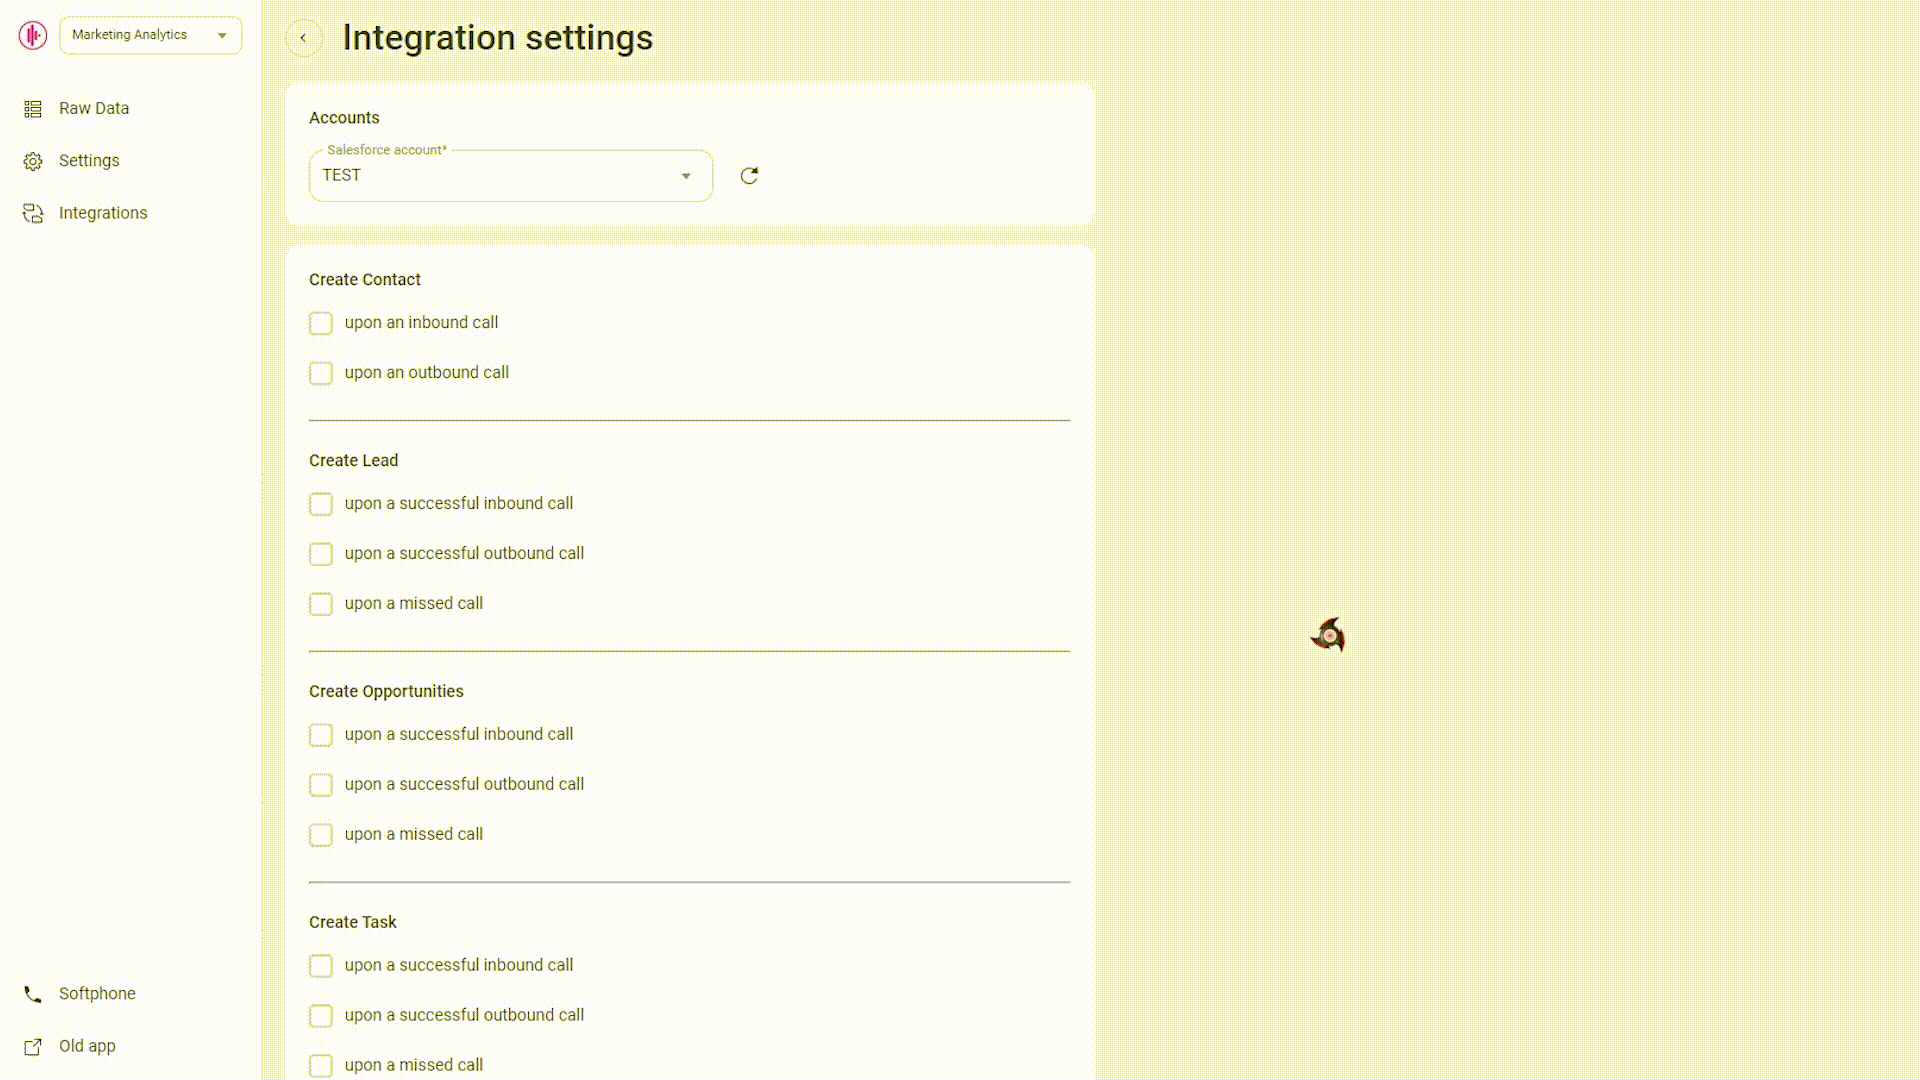 Marketing Analytics
Raw Data
Settings
Integrations
Softphone
Old app
Integration settings
Accounts
Salesforce account*
TEST
Create Contact
upon an inbound call
upon an outbound call
Create Lead
upon a successful inbound call
upon a successful outbound call
upon a missed call
Create Opportunities
upon a successful inbound call
upon a successful outbound call
upon a missed call
Create Task
upon a successful inbound call
upon a successful outbound call
upon a missed call